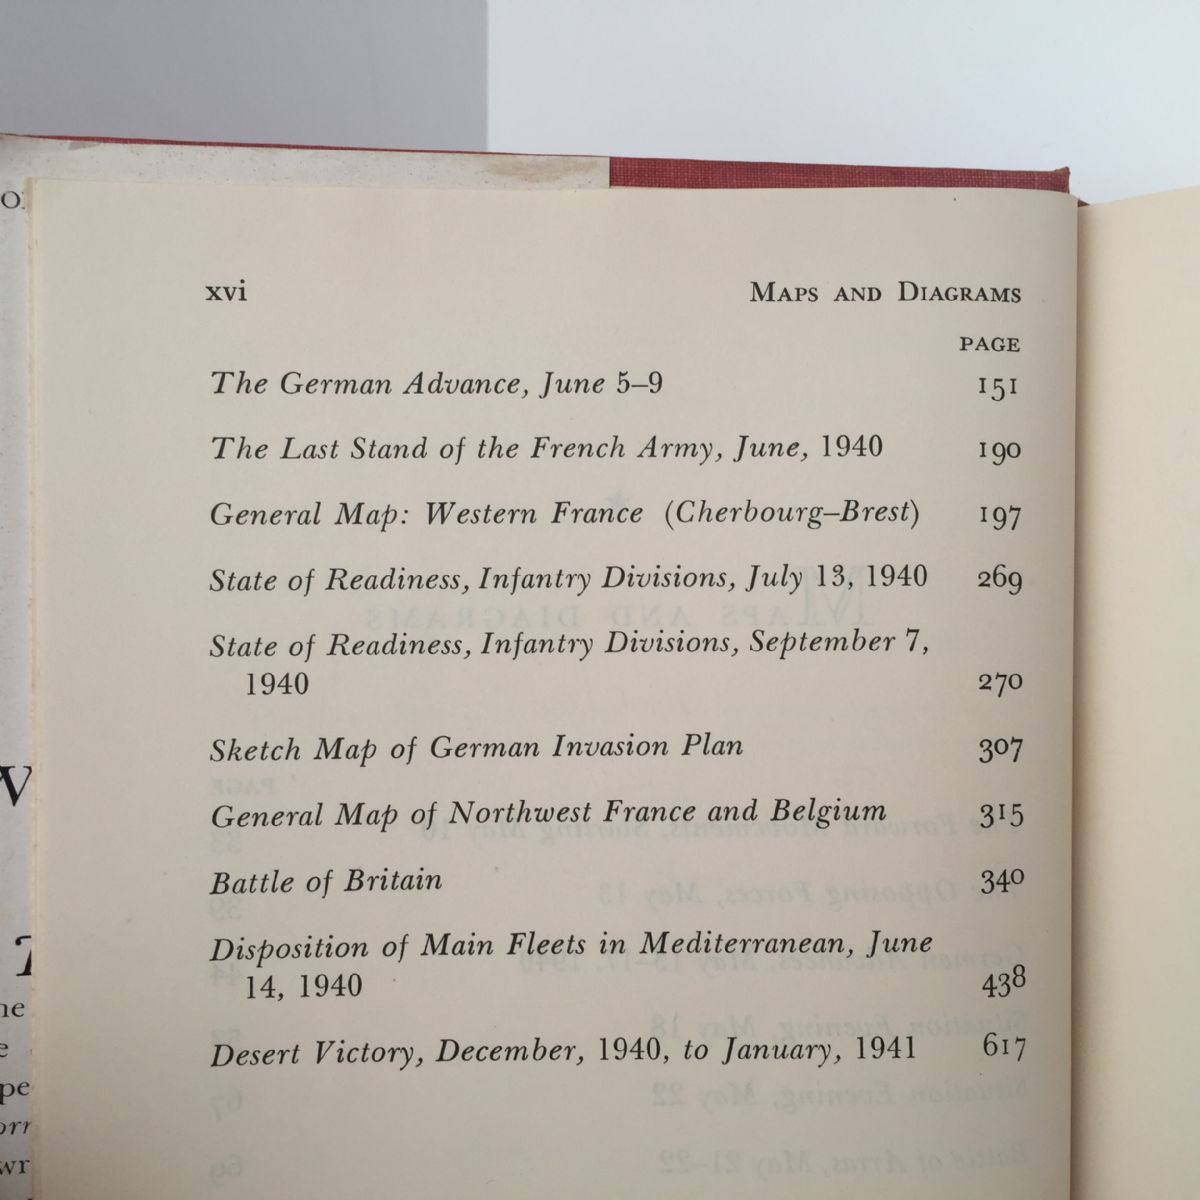 xvi MAPS AND DIAGRAMS
PAGE
The German Advance, June 5–9 151
The Last Stand of the French Army, June, 1940 190
General Map: Western France (Cherbourg–Brest) 197
State of Readiness, Infantry Divisions, July 13, 1940 269
State of Readiness, Infantry Divisions, September 7,
1940 270
Sketch Map of German Invasion Plan 307
General Map of Northwest France and Belgium 315
Battle of Britain 340
Disposition of Main Fleets in Mediterranean, June
14, 1940 438
Desert Victory, December, 1940, to January, 1941 617